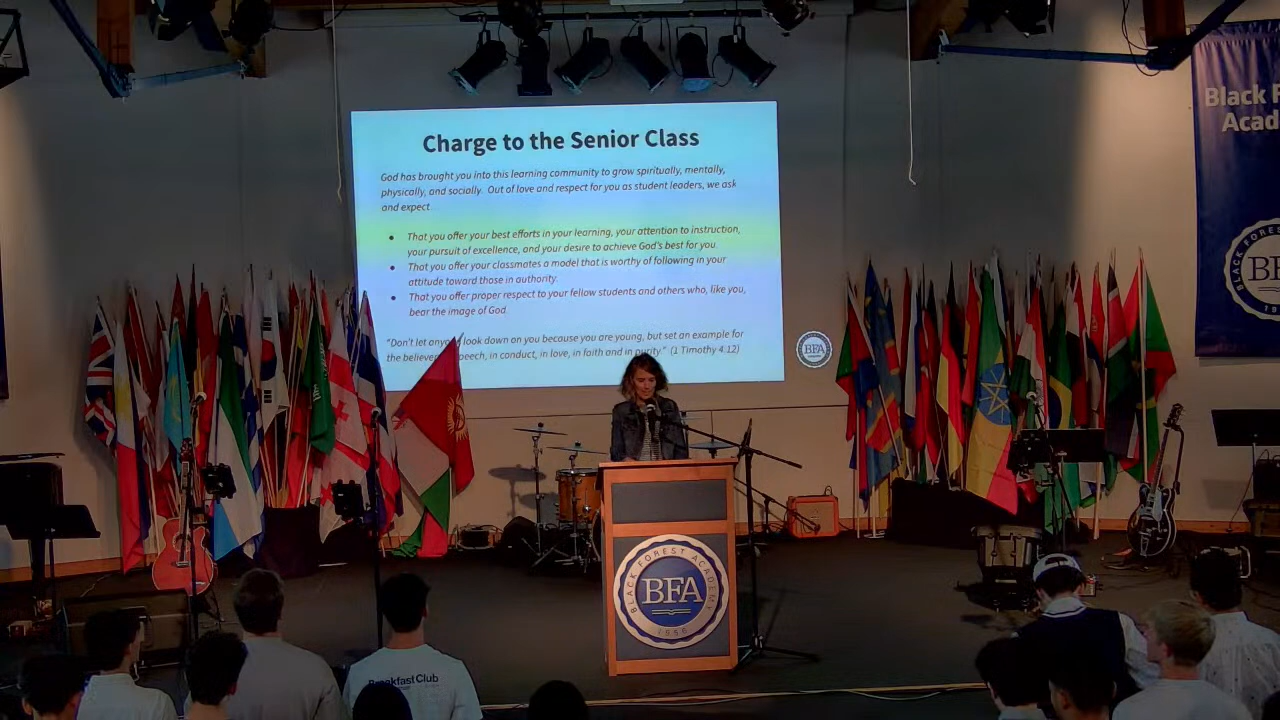 Charge to the Senior Class
God has brought you into this learning community to grow spiritually, mentally,
physically, and socially. Out of love and respect for you as student leaders, we ask
and expect
• That you offer your best efforts in your learning, your attention to instruction,
your pursuit of excellence, and your desire to achieve God's best for you.
• That you offer your classmates a model that is worthy of following in your
attitude toward those in authority.
• That you offer proper respect to your fellow students and others who, like you,
bear the image of God.
"Don't let look down on you because you are young, but set an example for
the in conduct, in love, in faith and in purity." (1 Timothy 4:12)
BFA
Black
Acad
BLACK FOREST
BLACK FOREST ACADEMY
BFA
1956
Breakfast Club